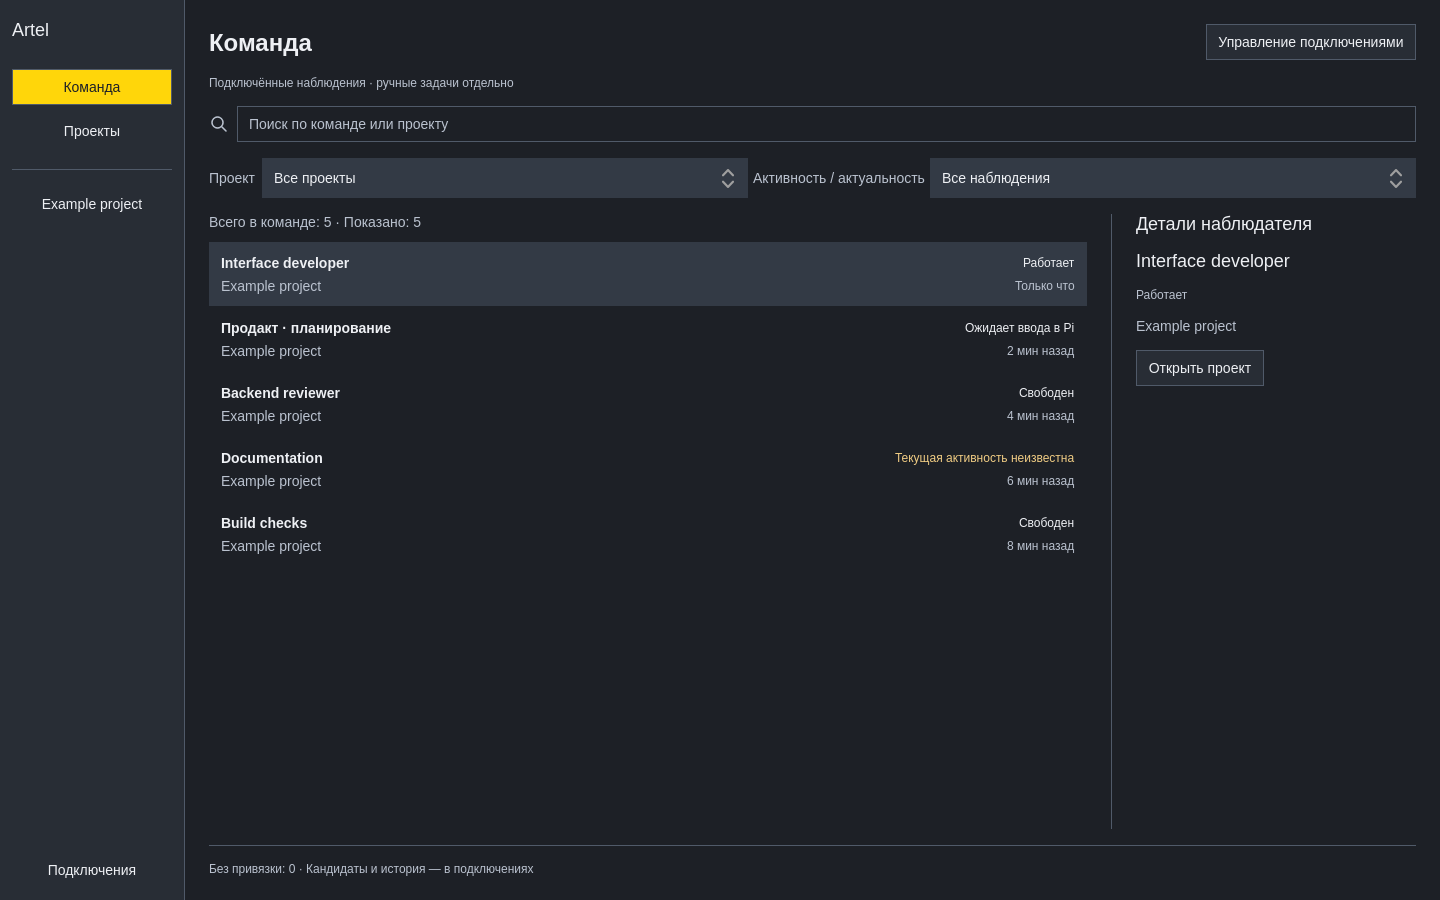 Artel
Команда
Проекты
Example project
Подключения
Команда
Управление подключениями
Подключённые наблюдения · ручные задачи отдельно
Поиск по команде или проекту
Проект
Все проекты
Активность / актуальность
Все наблюдения
Всего в команде: 5 · Показано: 5
Interface developer
Работает
Example project
Только что
Продакт · планирование
Ожидает ввода в Pi
Example project
2 мин назад
Backend reviewer
Свободен
Example project
4 мин назад
Documentation
Текущая активность неизвестна
Example project
6 мин назад
Build checks
Свободен
Example project
8 мин назад
Детали наблюдателя
Interface developer
Работает
Example project
Открыть проект
Без привязки: 0 · Кандидаты и история — в подключениях